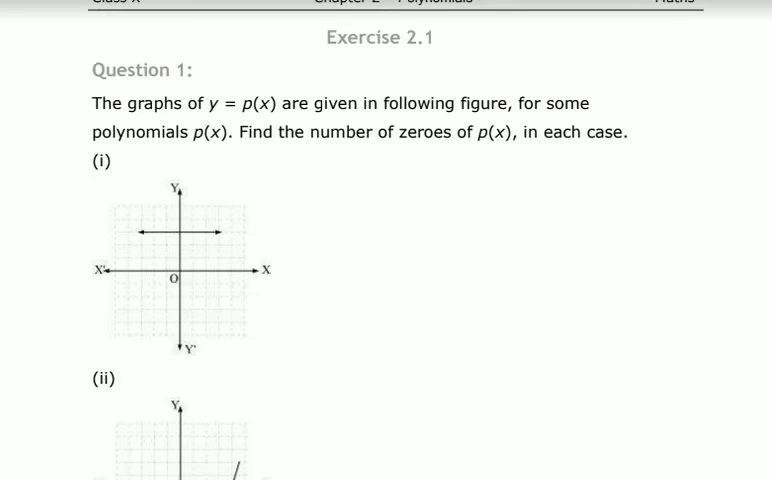 Exercise 2.1
Question 1:
The graphs of y = p(x) are given in following figure, for some
polynomials p(x). Find the number of zeroes of p(x), in each case.
(i)
Y
X' X
O
Y'
(ii)
Y